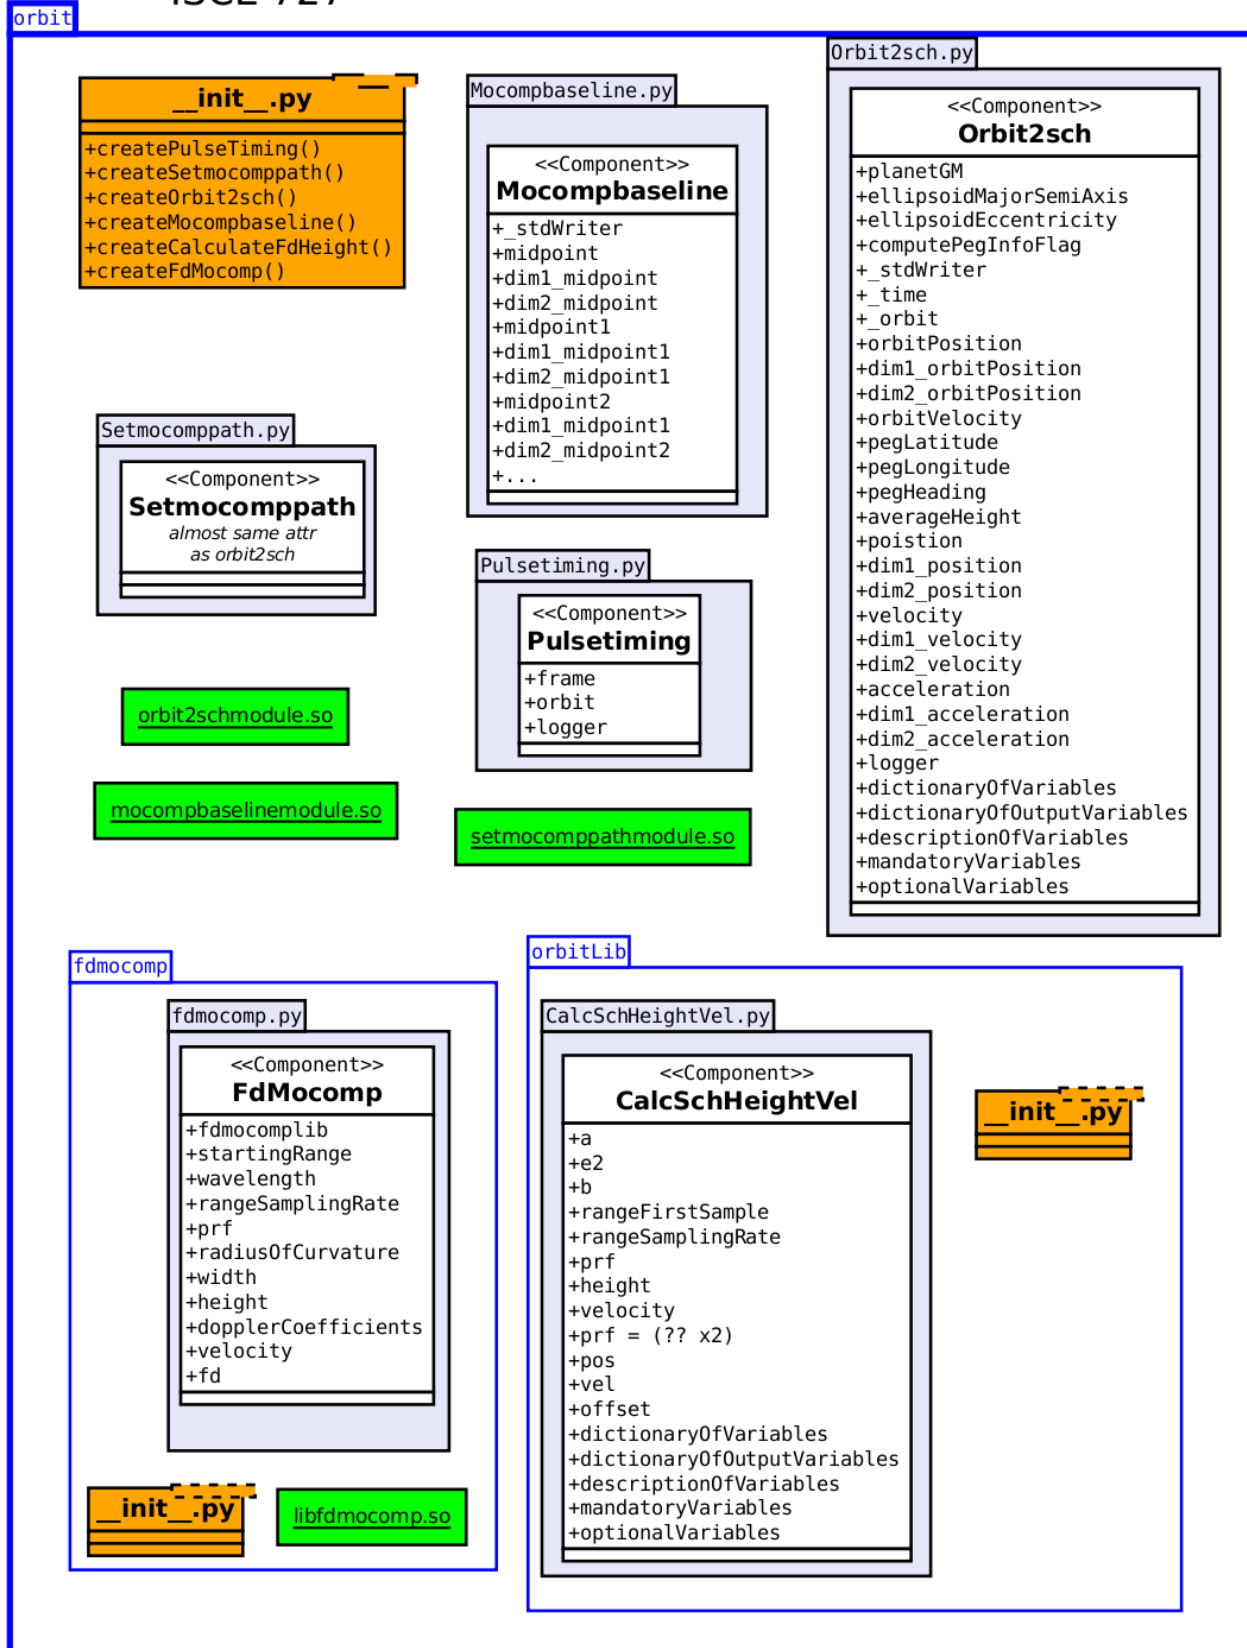 orbit
__init__.py
+createPulseTiming()
+createSetmocomppath()
+createOrbit2sch()
+createMocompbaseline()
+createCalculateFdHeight()
+createFdMocomp()
Mocompbaseline.py
<<Component>>
Mocompbaseline
+_stdWriter
+midpoint
+dim1_midpoint
+dim2_midpoint
+midpoint1
+dim1_midpoint1
+dim2_midpoint1
+midpoint2
+dim1_midpoint1
+dim2_midpoint2
+...
Orbit2sch.py
<<Component>>
Orbit2sch
+planetGM
+ellipsoidMajorSemiAxis
+ellipsoidEccentricity
+computePegInfoFlag
+_stdWriter
+_time
+_orbit
+orbitPosition
+dim1_orbitPosition
+dim2_orbitPosition
+orbitVelocity
+pegLatitude
+pegLongitude
+pegHeading
+averageHeight
+poistion
+dim1_position
+dim2_position
+velocity
+dim1_velocity
+dim2_velocity
+acceleration
+dim1_acceleration
+dim2_acceleration
+logger
+dictionaryOfVariables
+dictionaryOfOutputVariables
+descriptionOfVariables
+mandatoryVariables
+optionalVariables
Setmocomppath.py
<<Component>>
Setmocomppath
almost same attr
as orbit2sch
Pulsetiming.py
<<Component>>
Pulsetiming
+frame
+orbit
+logger
orbit2schmodule.so
mocompbaselinemodule.so
setmocomppathmodule.so
fdmocomp
fdmocomp.py
<<Component>>
FdMocomp
+fdmocomplib
+startingRange
+wavelength
+rangeSamplingRate
+prf
+radiusOfCurvature
+width
+height
+dopplerCoefficients
+velocity
+fd
__init__.py
libfdmocomp.so
orbitLib
CalcSchHeightVel.py
<<Component>>
CalcSchHeightVel
+a
+e2
+b
+rangeFirstSample
+rangeSamplingRate
+prf
+height
+velocity
+prf = (?? x2)
+pos
+vel
+offset
+dictionaryOfVariables
+dictionaryOfOutputVariables
+descriptionOfVariables
+mandatoryVariables
+optionalVariables
__init__.py